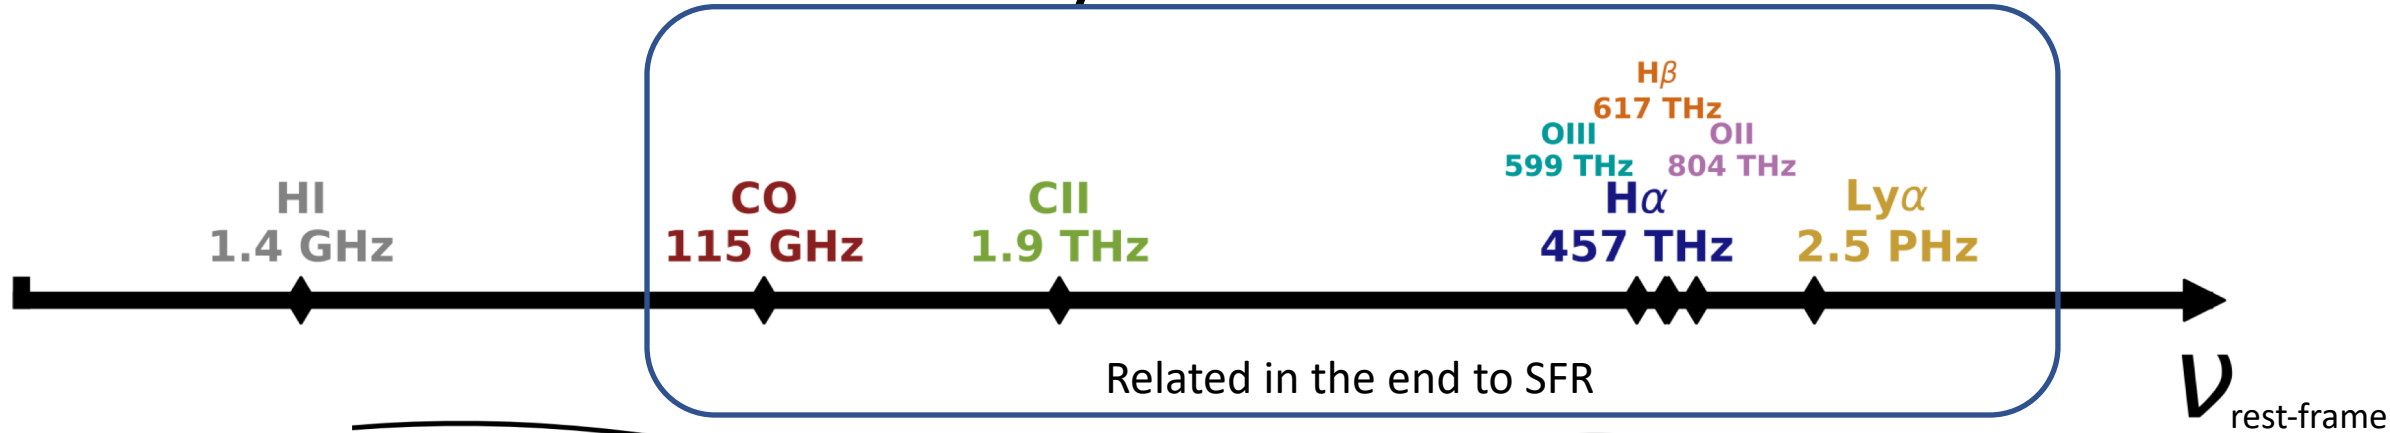 Hβ
617 THz
OIII
599 THz
OII
804 THz
HI
1.4 GHz
CO
115 GHz
CII
1.9 THz
Hα
457 THz
Lyα
2.5 PHz
Related in the end to SFR
ν rest-frame